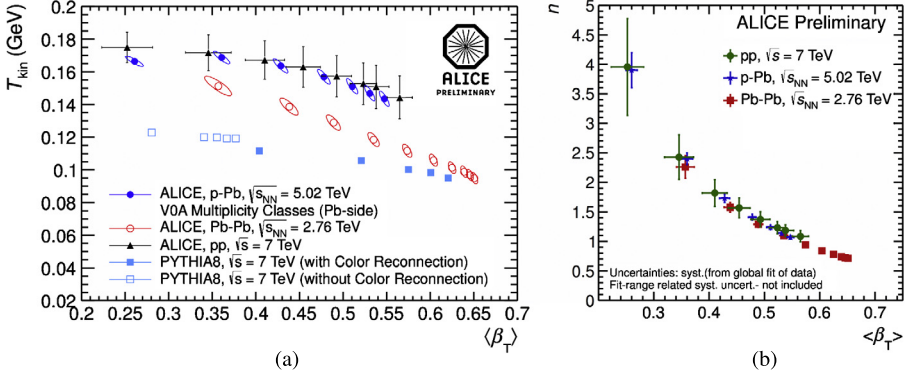 T_kin (GeV)
0.2
0.18
0.16
0.14
0.12
0.1
0.08
0.06
0.04
0.02
ALICE
PRELIMINARY
ALICE, p-Pb, √s_NN = 5.02 TeV
V0A Multiplicity Classes (Pb-side)
ALICE, Pb-Pb, √s_NN = 2.76 TeV
ALICE, pp, √s = 7 TeV
PYTHIA8, √s = 7 TeV (with Color Reconnection)
PYTHIA8, √s = 7 TeV (without Color Reconnection)
0.2 0.25 0.3 0.35 0.4 0.45 0.5 0.55 0.6 0.65 0.7
⟨β_T⟩
(a)
n
5
4.5
4
3.5
3
2.5
2
1.5
1
0.5
0
ALICE Preliminary
pp, √s = 7 TeV
p-Pb, √s_NN = 5.02 TeV
Pb-Pb, √s_NN = 2.76 TeV
Uncertainties: syst.(from global fit of data)
Fit-range related syst. uncert.- not included
0.3 0.4 0.5 0.6 0.7
<β_T>
(b)